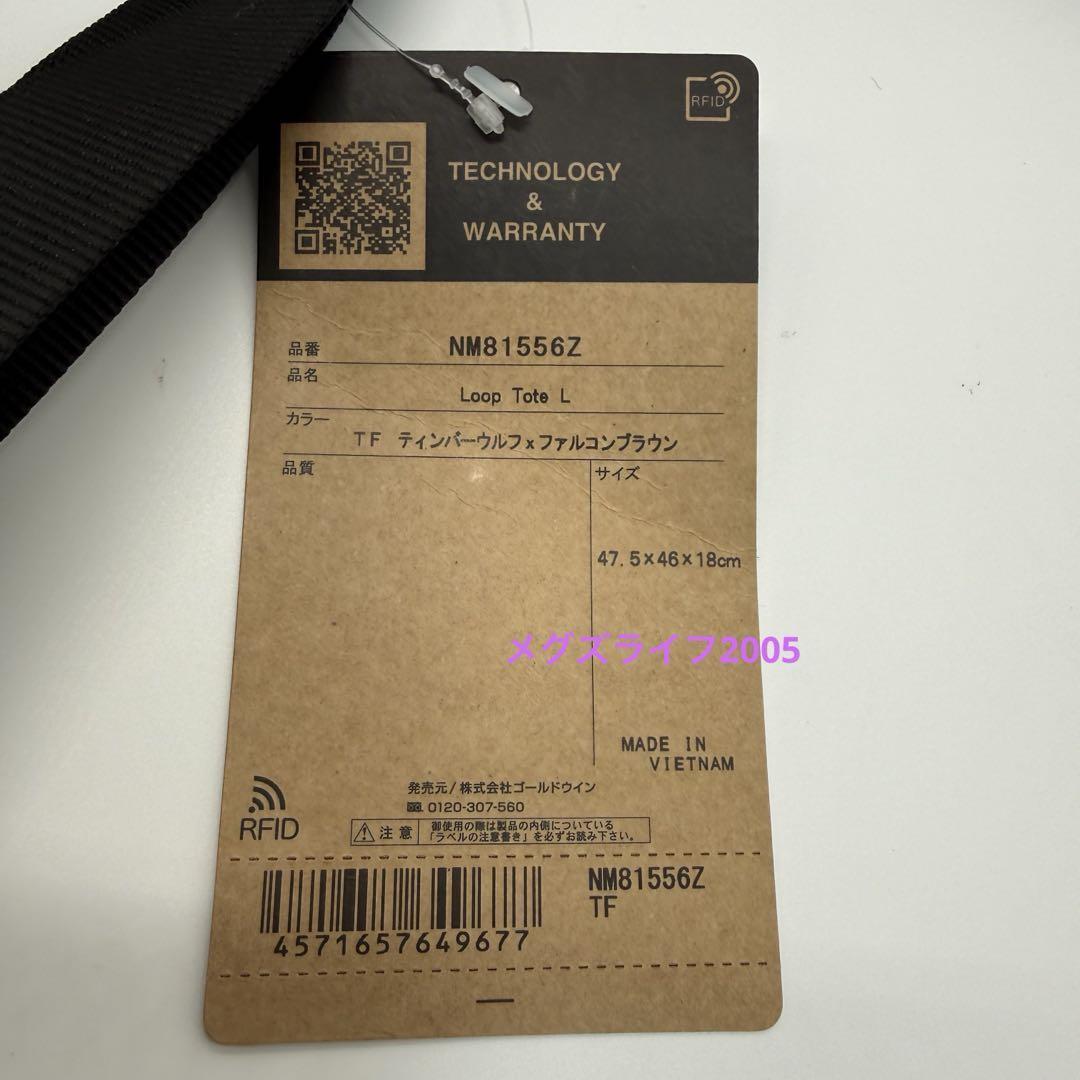 RFID
TECHNOLOGY
&
WARRANTY
品番 NM81556Z
品名
Loop Tote L
カラー
TF ティンバーウルフxファルコンブラウン
品質
サイズ
47.5×46×18cm
メグズライフ2005
MADE IN
VIETNAM
発売元/株式会社ゴールドウイン
0120-307-560
RFID
注意
御使用の際は製品の内側についている
「ラベルの注意書き」を必ずお読み下さい。
NM81556Z
TF
4571657649677